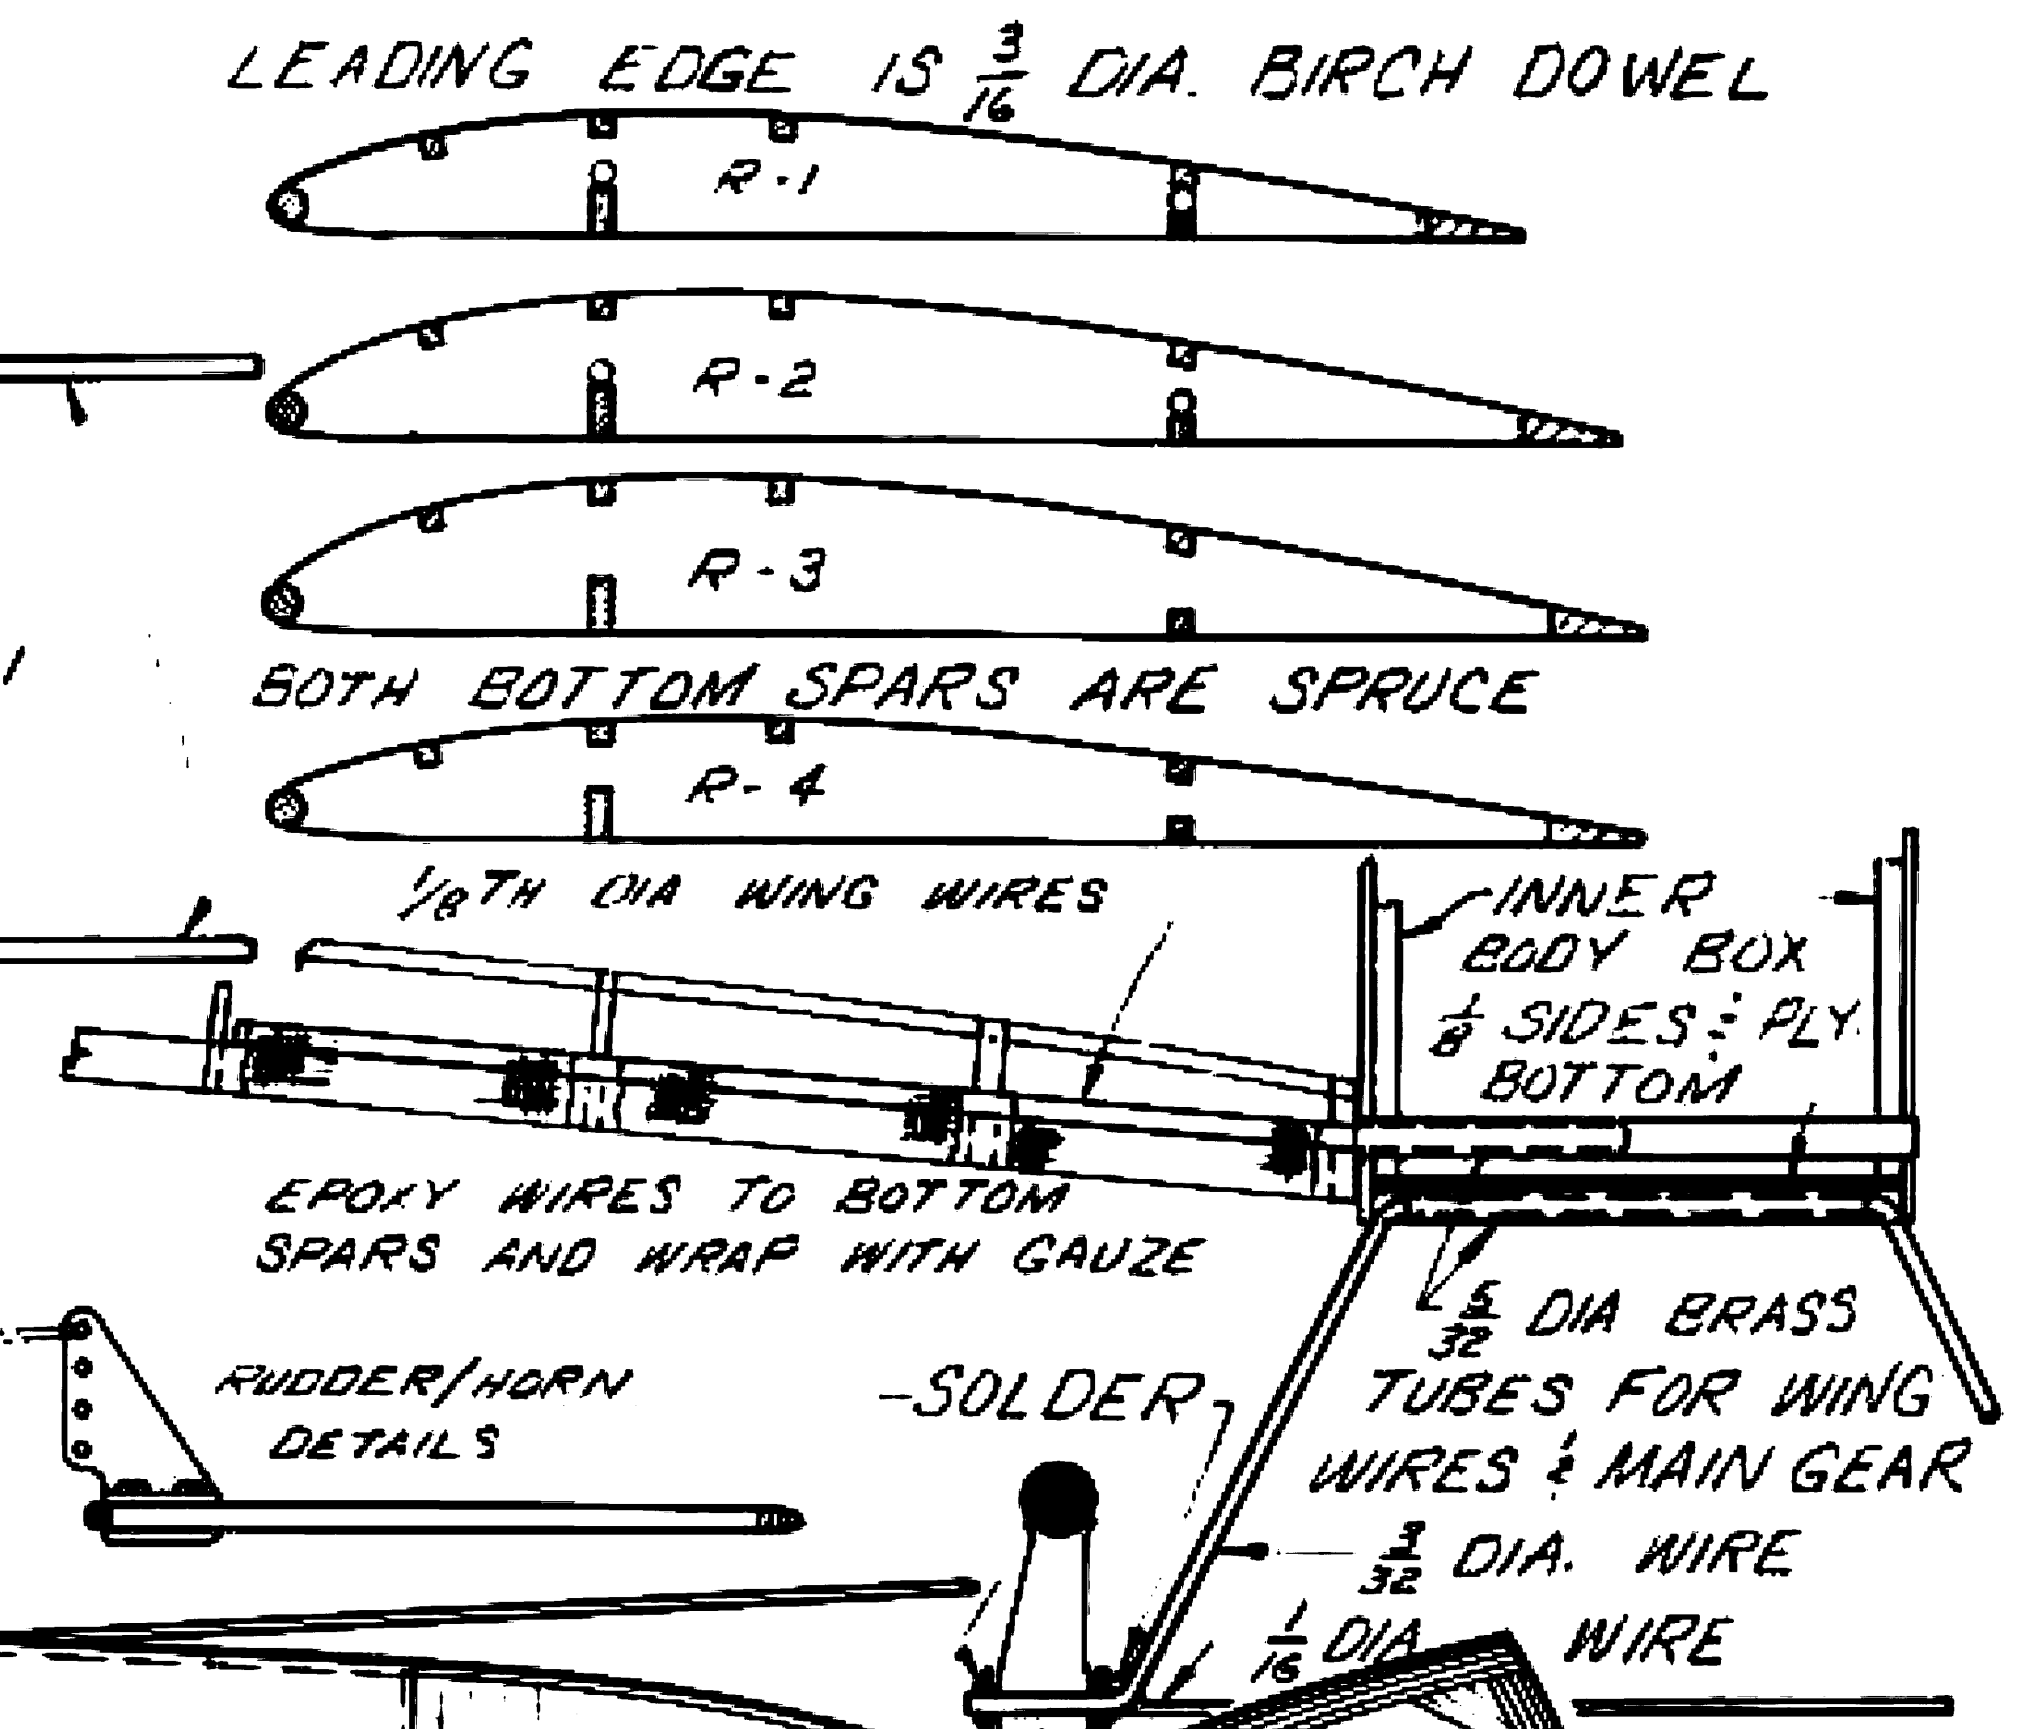 LEADING EDGE IS 3/16 DIA. BIRCH DOWEL
R-1
R-2
R-3
BOTH BOTTOM SPARS ARE SPRUCE
R-4
1/8TH DIA WING WIRES
INNER
BODY BOX
1/8 SIDES & PLY.
BOTTOM
EPOXY WIRES TO BOTTOM
SPARS AND WRAP WITH GAUZE
5/32 DIA BRASS
TUBES FOR WING
WIRES & MAIN GEAR
RUDDER/HORN
DETAILS
SOLDER
3/32 DIA. WIRE
1/16 DIA WIRE